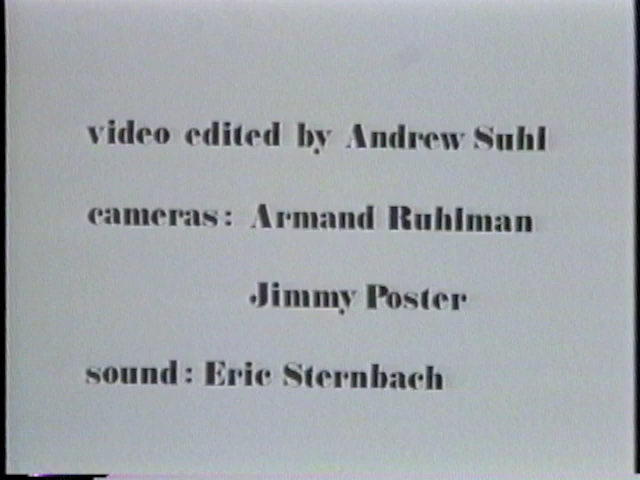 video edited by Andrew Suhl
cameras: Armand Ruhlman
Jimmy Poster
sound: Eric Sternbach